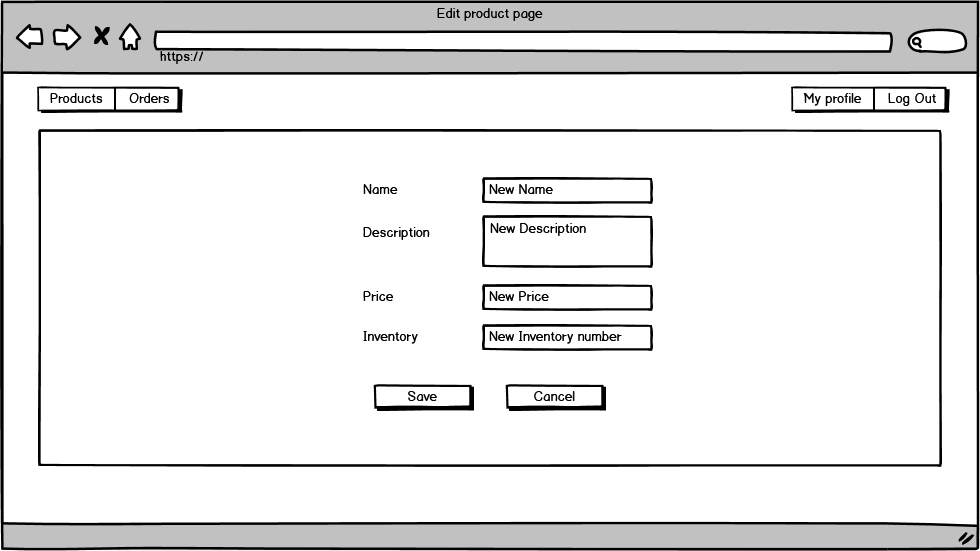 Edit product page
https://
Products Orders My profile Log Out
Name New Name
Description New Description
Price New Price
Inventory New Inventory number
Save Cancel